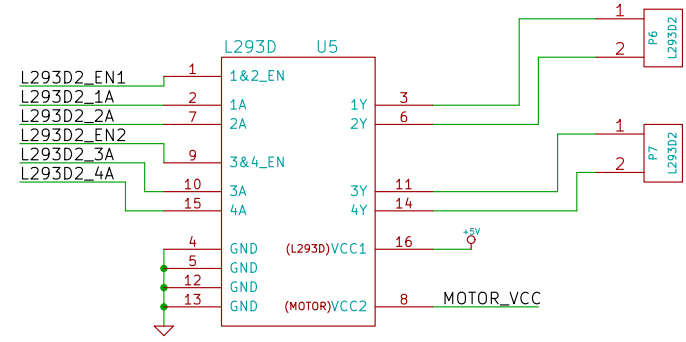 L293D U5
L293D2_EN1 1 1&2_EN
L293D2_1A 2 1A 1Y 3
L293D2_2A 7 2A 2Y 6
L293D2_EN2 9 3&4_EN
L293D2_3A 10 3A 3Y 11
L293D2_4A 15 4A 4Y 14
4 GND (L293D)VCC1 16 +5V
5 GND
12 GND
13 GND (MOTOR)VCC2 8 MOTOR_VCC
1
2
P6
L293D2
1
2
P7
L293D2